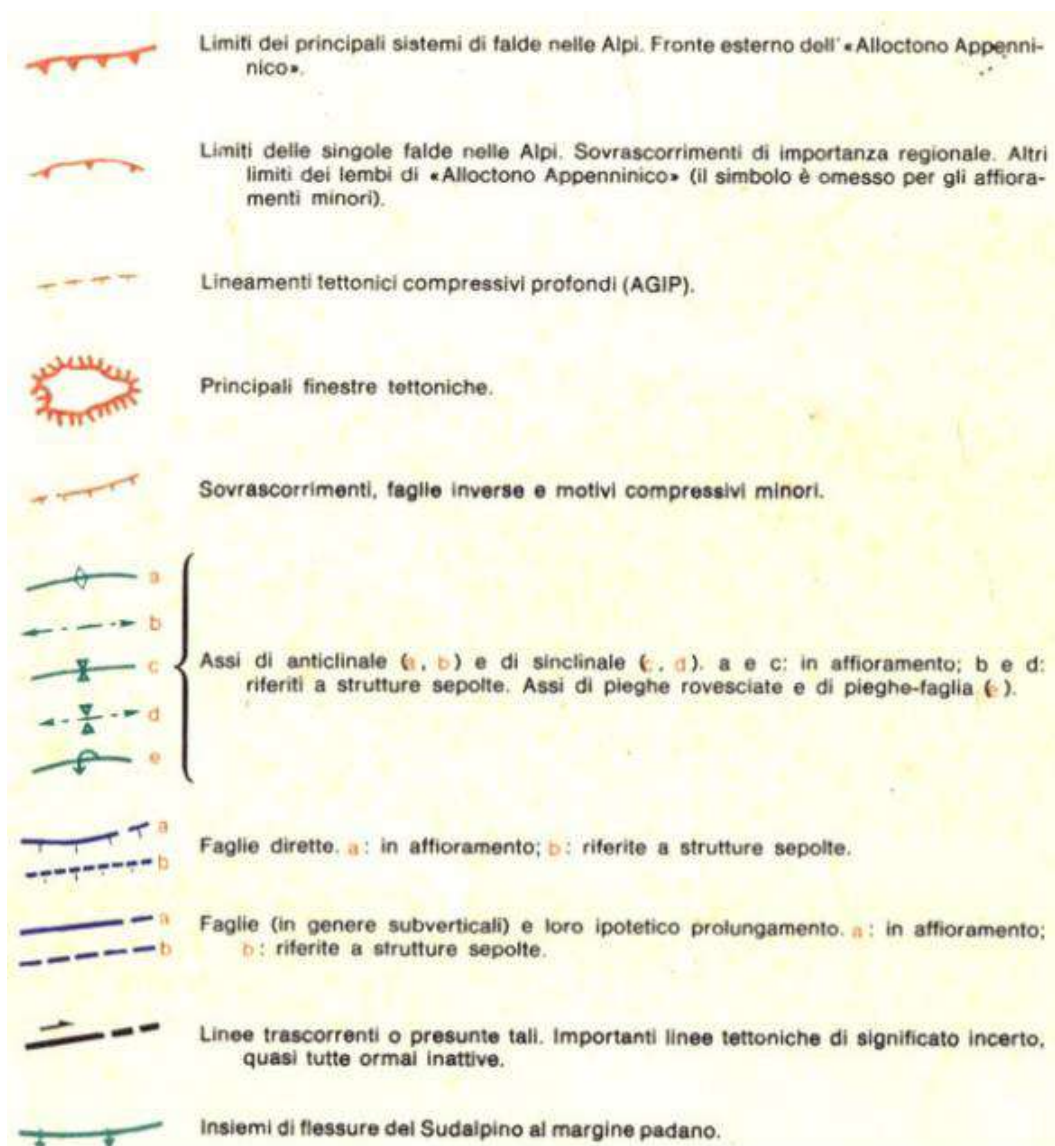 Limiti dei principali sistemi di falde nelle Alpi. Fronte esterno dell'«Alloctono Appenni-
nico».
Limiti delle singole falde nelle Alpi. Sovrascorrimenti di importanza regionale. Altri
limiti dei lembi di «Alloctono Appenninico» (il simbolo è omesso per gli affiora-
menti minori).
Lineamenti tettonici compressivi profondi (AGIP).
Principali finestre tettoniche.
Sovrascorrimenti, faglie inverse e motivi compressivi minori.
a
b
c
d
e
Assi di anticlinale (a, b) e di sinclinale (c, d). a e c: in affioramento; b e d:
riferiti a strutture sepolte. Assi di pieghe rovesciate e di pieghe-faglia (e).
a
b
Faglie dirette. a: in affioramento; b: riferite a strutture sepolte.
a
b
Faglie (in genere subverticali) e loro ipotetico prolungamento. a: in affioramento;
b: riferite a strutture sepolte.
Linee trascorrenti o presunte tali. Importanti linee tettoniche di significato incerto,
quasi tutte ormai inattive.
Insiemi di flessure del Sudalpino al margine padano.